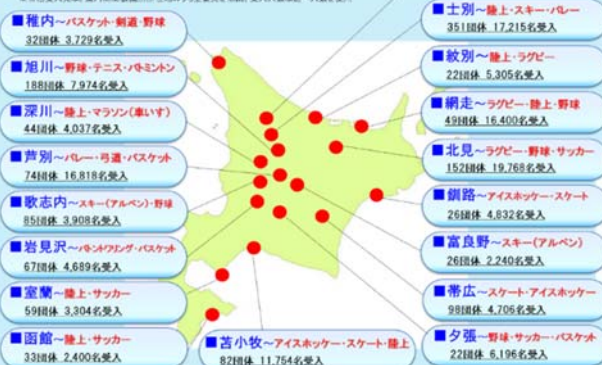 ■稚内～バスケット・剣道・野球
32団体 3,729名受入
■旭川～野球・テニス・バトミントン
188団体 7,974名受入
■深川～陸上・マラソン(車いす)
44団体 4,037名受入
■芦別～バレー・弓道・バスケット
74団体 16,818名受入
■歌志内～スキー(アルペン)・野球
85団体 3,908名受入
■岩見沢～バトントワリング・バスケット
67団体 4,689名受入
■室蘭～陸上・サッカー
59団体 3,304名受入
■函館～陸上・サッカー
33団体 2,400名受入
■苫小牧～アイスホッケー・スケート・陸上
82団体 11,754名受入
■士別～陸上・スキー・バレー
351団体 17,215名受入
■紋別～陸上・ラグビー
22団体 5,305名受入
■網走～ラグビー・陸上・野球
49団体 16,400名受入
■北見～ラグビー・野球・サッカー
152団体 19,768名受入
■釧路～アイスホッケー・スケート
26団体 4,832名受入
■富良野～スキー(アルペン)
26団体 2,240名受入
■帯広～スケート・アイスホッケー
98団体 4,706名受入
■夕張～野球・サッカー・バスケット
22団体 6,196名受入